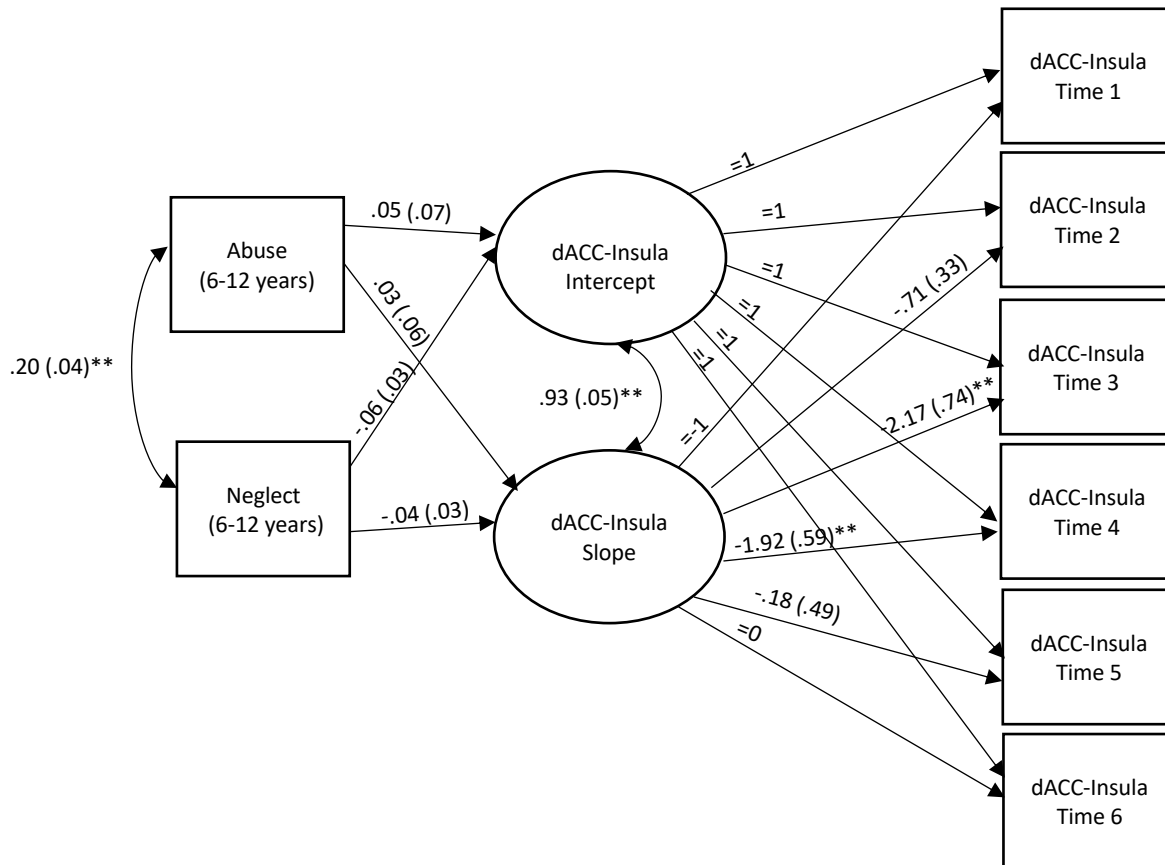 dACC-Insula
Time 1
=1
.05 (.07)
Abuse
(6-12 years)
dACC-Insula
Intercept
=1
dACC-Insula
Time 2
=1
-.71 (.33)
.03 (.06)
=1
=1
=1
dACC-Insula
Time 3
.20 (.04)**
-.06 (.03)
.93 (.05)**
=-1
-2.17 (.74)**
Neglect
(6-12 years)
-.04 (.03)
dACC-Insula
Slope
-1.92 (.59)**
dACC-Insula
Time 4
-.18 (.49)
=0
dACC-Insula
Time 5
dACC-Insula
Time 6